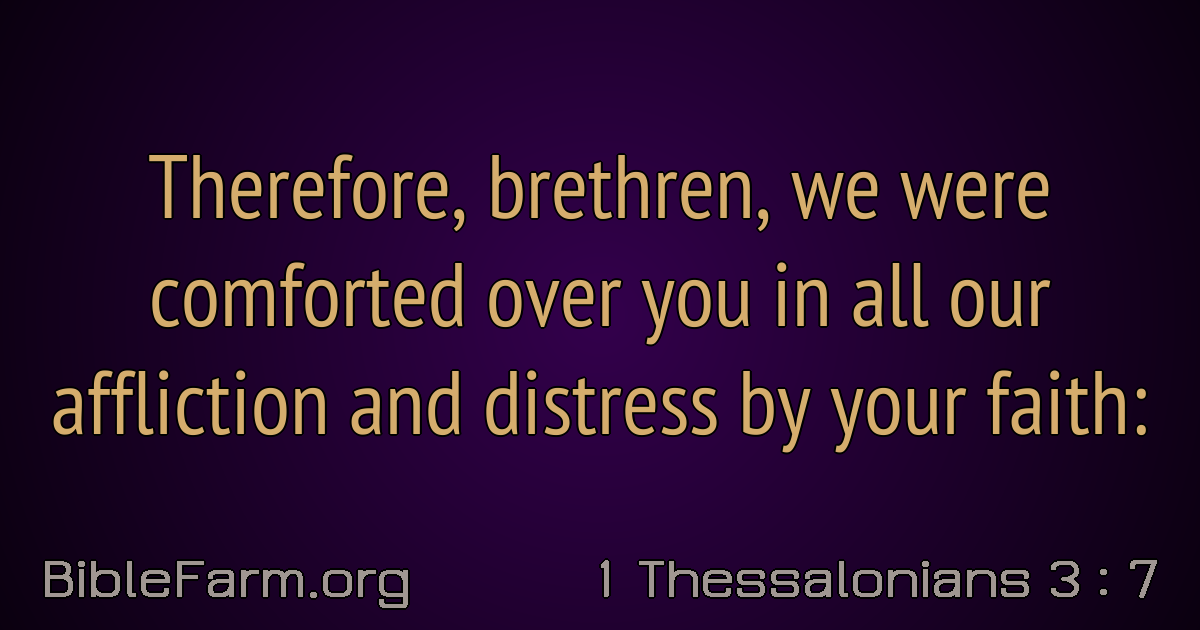 Therefore, brethren, we were
comforted over you in all our
affliction and distress by your faith:
BibleFarm.org
1 Thessalonians 3 : 7